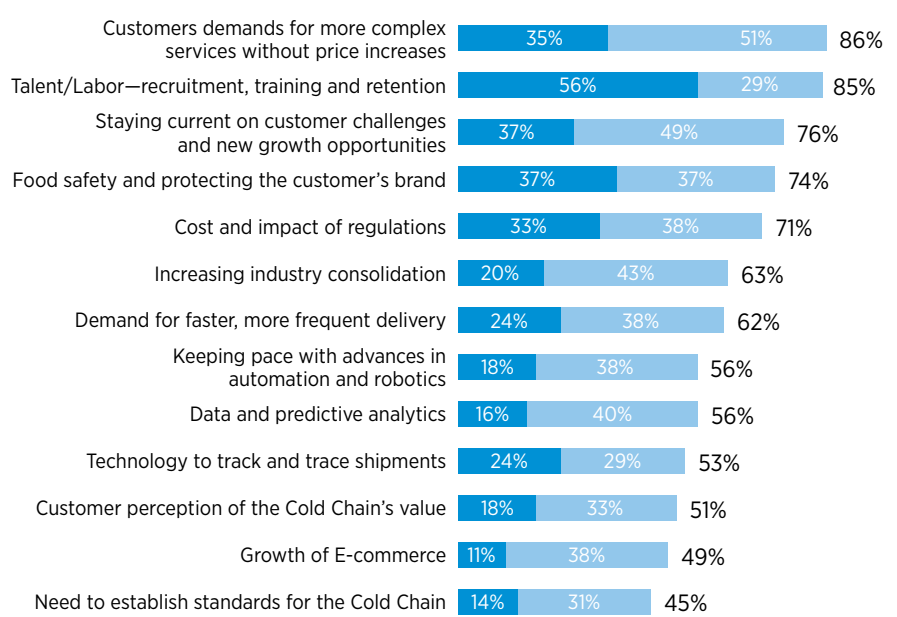 Customers demands for more complex
services without price increases
35% 51% 86%
Talent/Labor—recruitment, training and retention 56% 29% 85%
Staying current on customer challenges
and new growth opportunities
37% 49% 76%
Food safety and protecting the customer’s brand 37% 37% 74%
Cost and impact of regulations 33% 38% 71%
Increasing industry consolidation 20% 43% 63%
Demand for faster, more frequent delivery 24% 38% 62%
Keeping pace with advances in
automation and robotics
18% 38% 56%
Data and predictive analytics 16% 40% 56%
Technology to track and trace shipments 24% 29% 53%
Customer perception of the Cold Chain’s value 18% 33% 51%
Growth of E-commerce 11% 38% 49%
Need to establish standards for the Cold Chain 14% 31% 45%